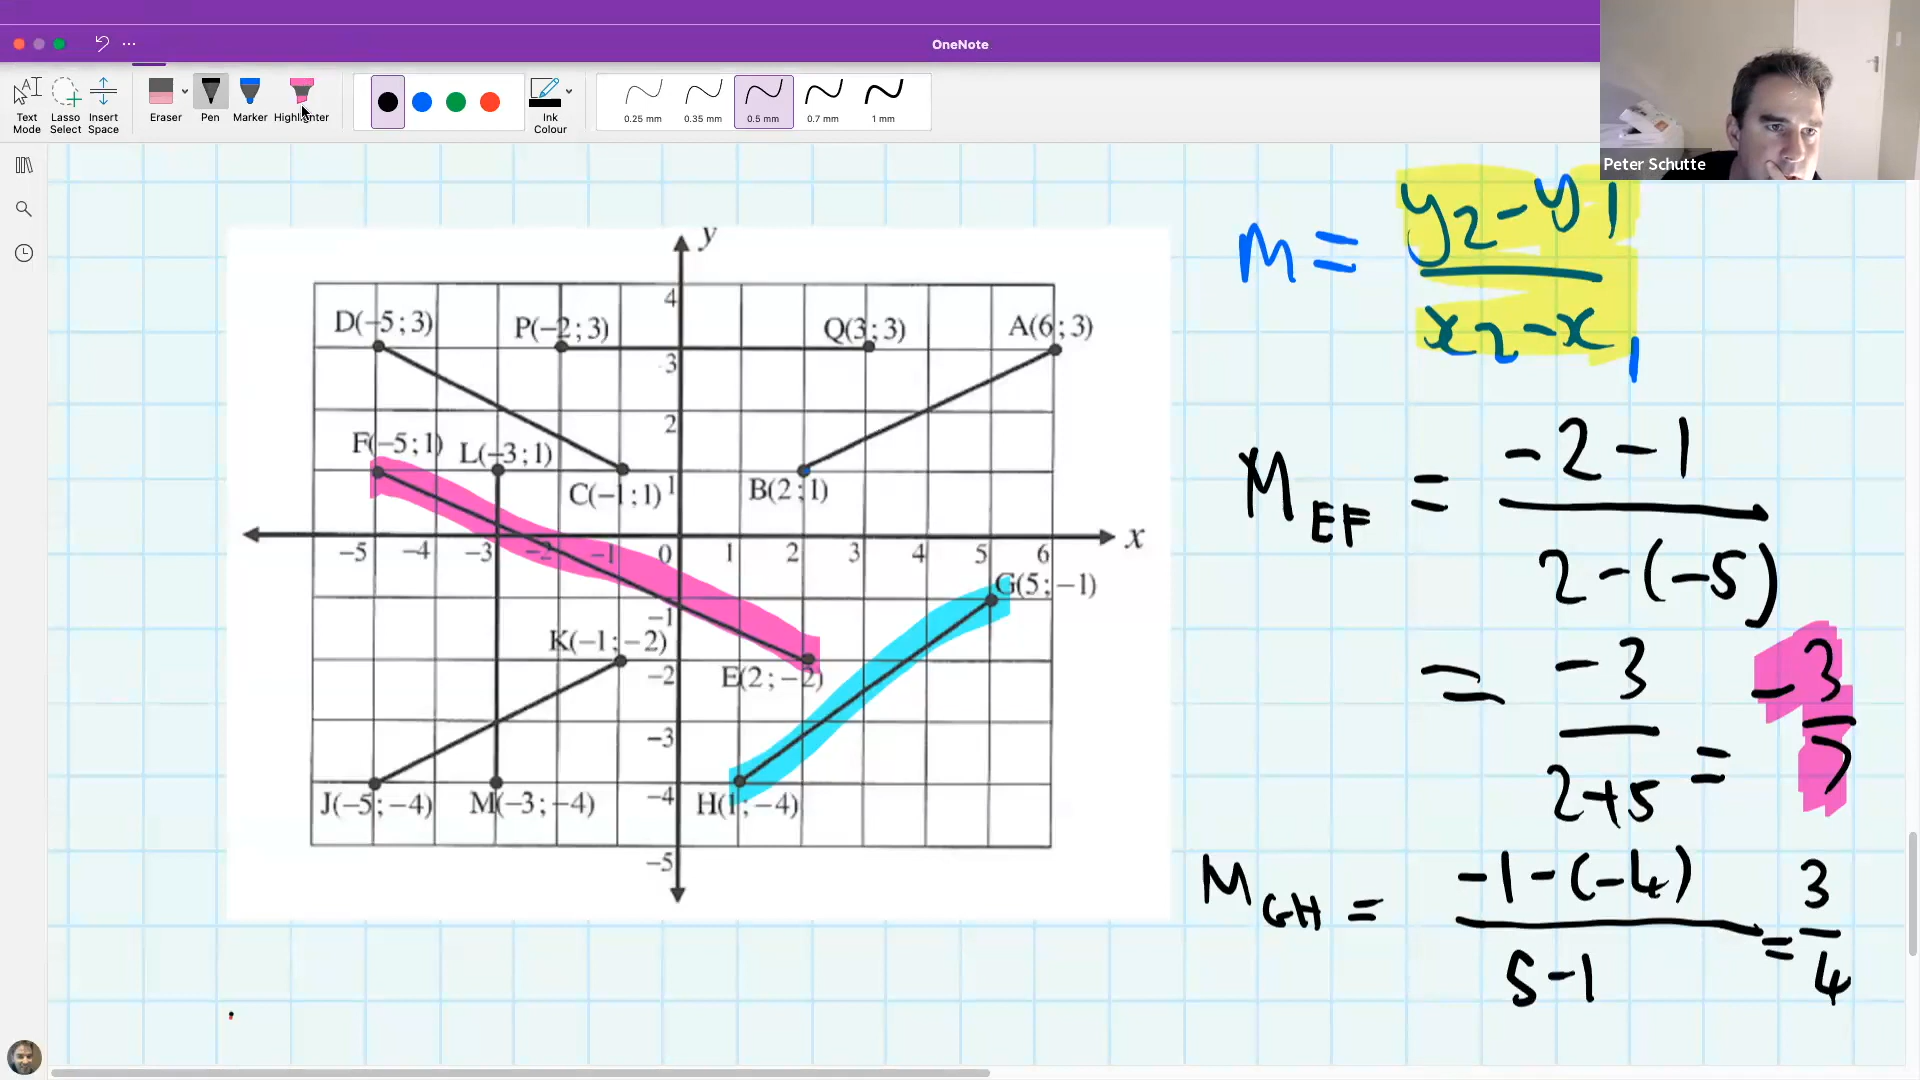 OneNote
Text Mode
Lasso Select
Insert Space
Eraser
Pen
Marker
Highlighter
Ink Colour
0.25 mm
0.35 mm
0.5 mm
0.7 mm
1 mm
Peter Schutte
y
4
D(–5 ; 3) P(–2 ; 3) Q(3 ; 3) A(6 ; 3)
3
2
F(–5 ; 1) L(–3 ; 1)
C(–1 ; 1) 1 B(2 ; 1)
–5 –4 –3 –2 –1 0 1 2 3 4 5 6 x
G(5 ; –1)
–1
K(–1 ; –2)
–2 E(2 ; –2)
–3
J(–5 ; –4) M(–3 ; –4) –4 H(1 ; –4)
–5
m = y2 - y1
x2 - x1
MEF = -2 - 1
2 - (-5)
= -3
2+5
= -3
7
MGH = -1 - (-4)
5 - 1
= 3
4